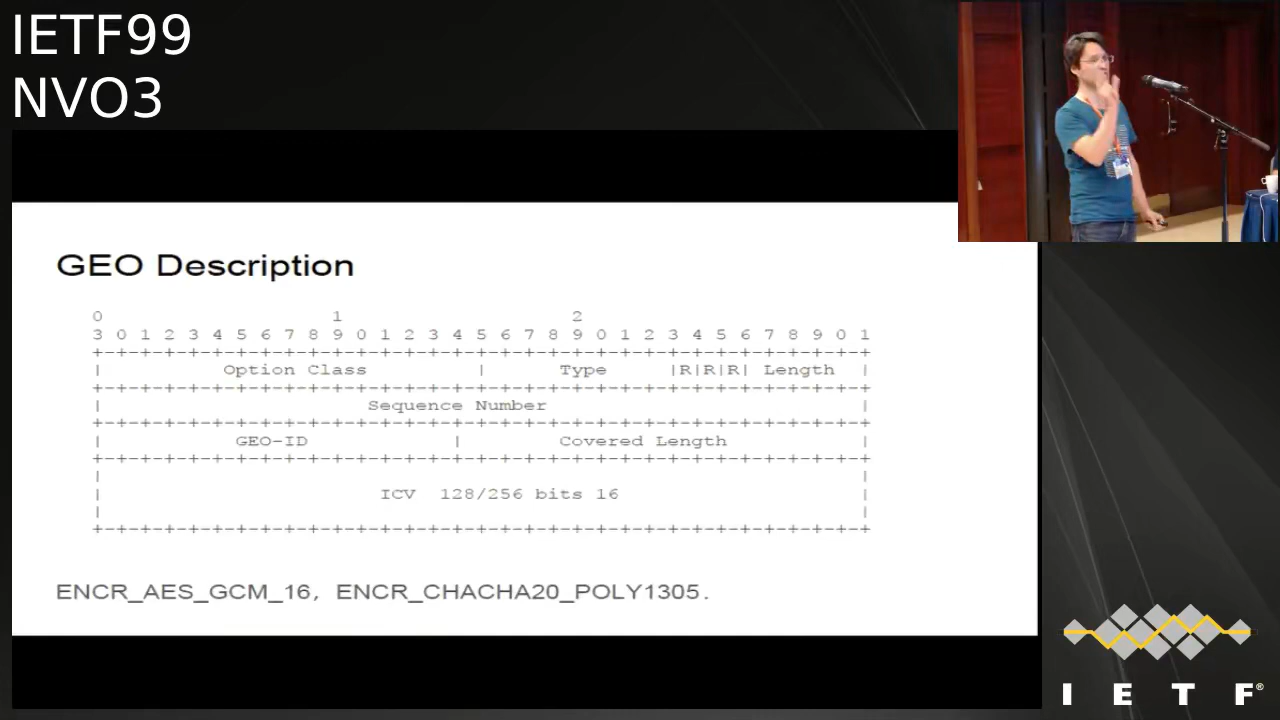 IETF99
NVO3
GEO Description
0 1 2
3 0 1 2 3 4 5 6 7 8 9 0 1 2 3 4 5 6 7 8 9 0 1 2 3 4 5 6 7 8 9 0 1
+-+-+-+-+-+-+-+-+-+-+-+-+-+-+-+-+-+-+-+-+-+-+-+-+-+-+-+-+-+-+-+-+
| Option Class | Type |R|R|R| Length |
+-+-+-+-+-+-+-+-+-+-+-+-+-+-+-+-+-+-+-+-+-+-+-+-+-+-+-+-+-+-+-+-+
| Sequence Number |
+-+-+-+-+-+-+-+-+-+-+-+-+-+-+-+-+-+-+-+-+-+-+-+-+-+-+-+-+-+-+-+-+
| GEO-ID | Covered Length |
+-+-+-+-+-+-+-+-+-+-+-+-+-+-+-+-+-+-+-+-+-+-+-+-+-+-+-+-+-+-+-+-+
| |
| ICV 128/256 bits 16 |
| |
+-+-+-+-+-+-+-+-+-+-+-+-+-+-+-+-+-+-+-+-+-+-+-+-+-+-+-+-+-+-+-+-+
ENCR_AES_GCM_16, ENCR_CHACHA20_POLY1305.
I E T F®